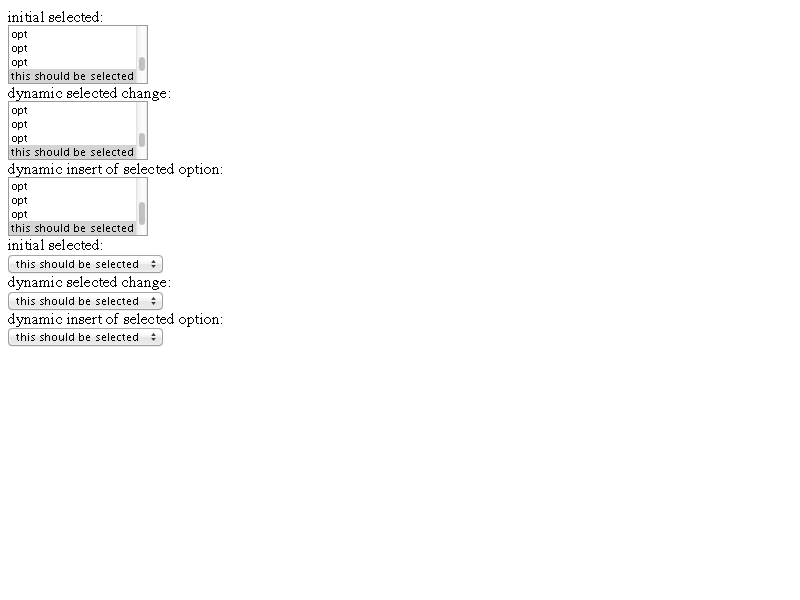 initial selected:
opt
opt
opt
this should be selected
dynamic selected change:
opt
opt
opt
this should be selected
dynamic insert of selected option:
opt
opt
opt
this should be selected
initial selected:
this should be selected
dynamic selected change:
this should be selected
dynamic insert of selected option:
this should be selected